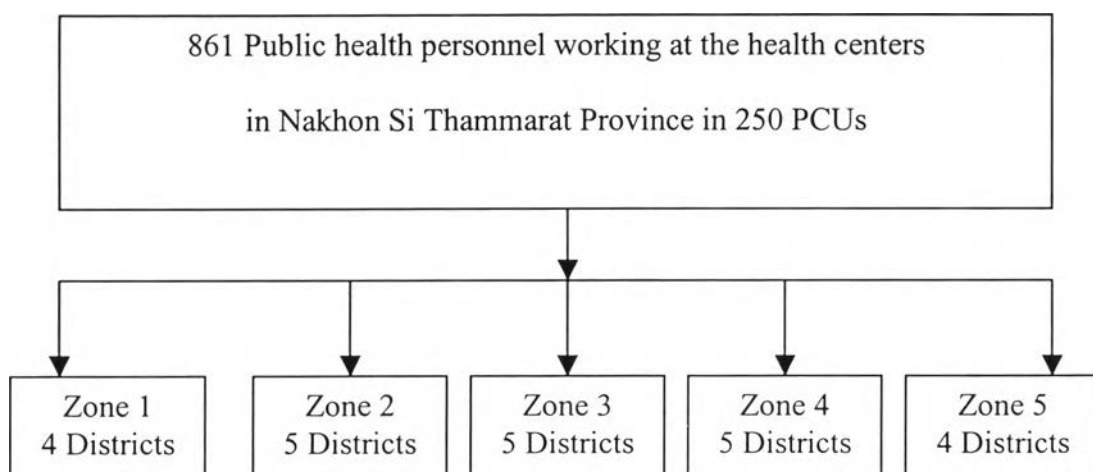 861 Public health personnel working at the health centers
in Nakhon Si Thammarat Province in 250 PCUs
Zone 1
4 Districts
Zone 2
5 Districts
Zone 3
5 Districts
Zone 4
5 Districts
Zone 5
4 Districts